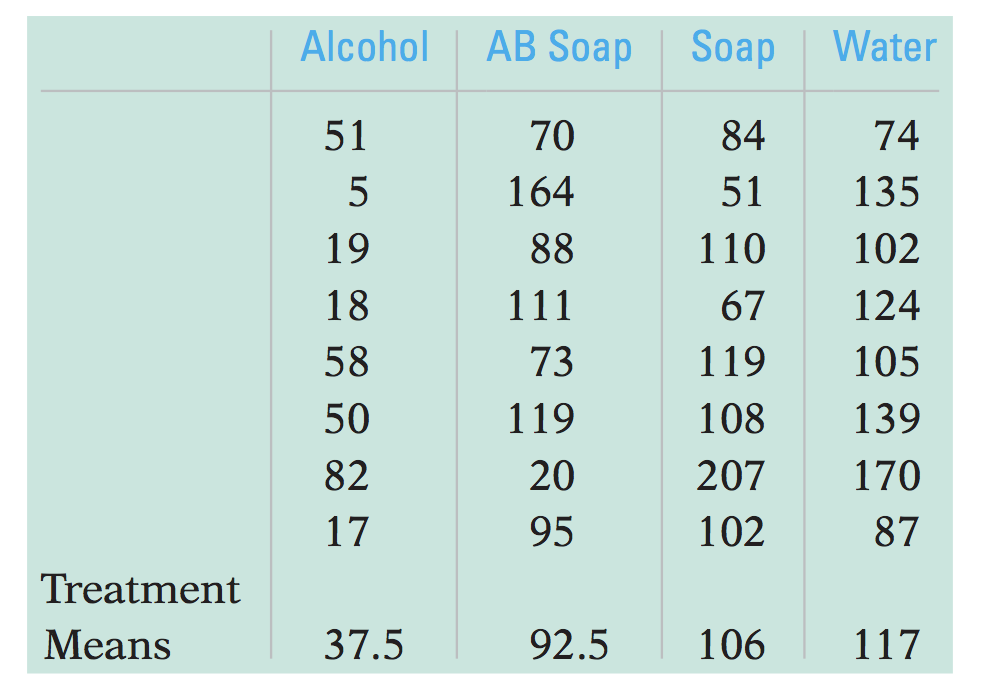 Alcohol AB Soap Soap Water
51 70 84 74
5 164 51 135
19 88 110 102
18 111 67 124
58 73 119 105
50 119 108 139
82 20 207 170
17 95 102 87
Treatment
Means 37.5 92.5 106 117